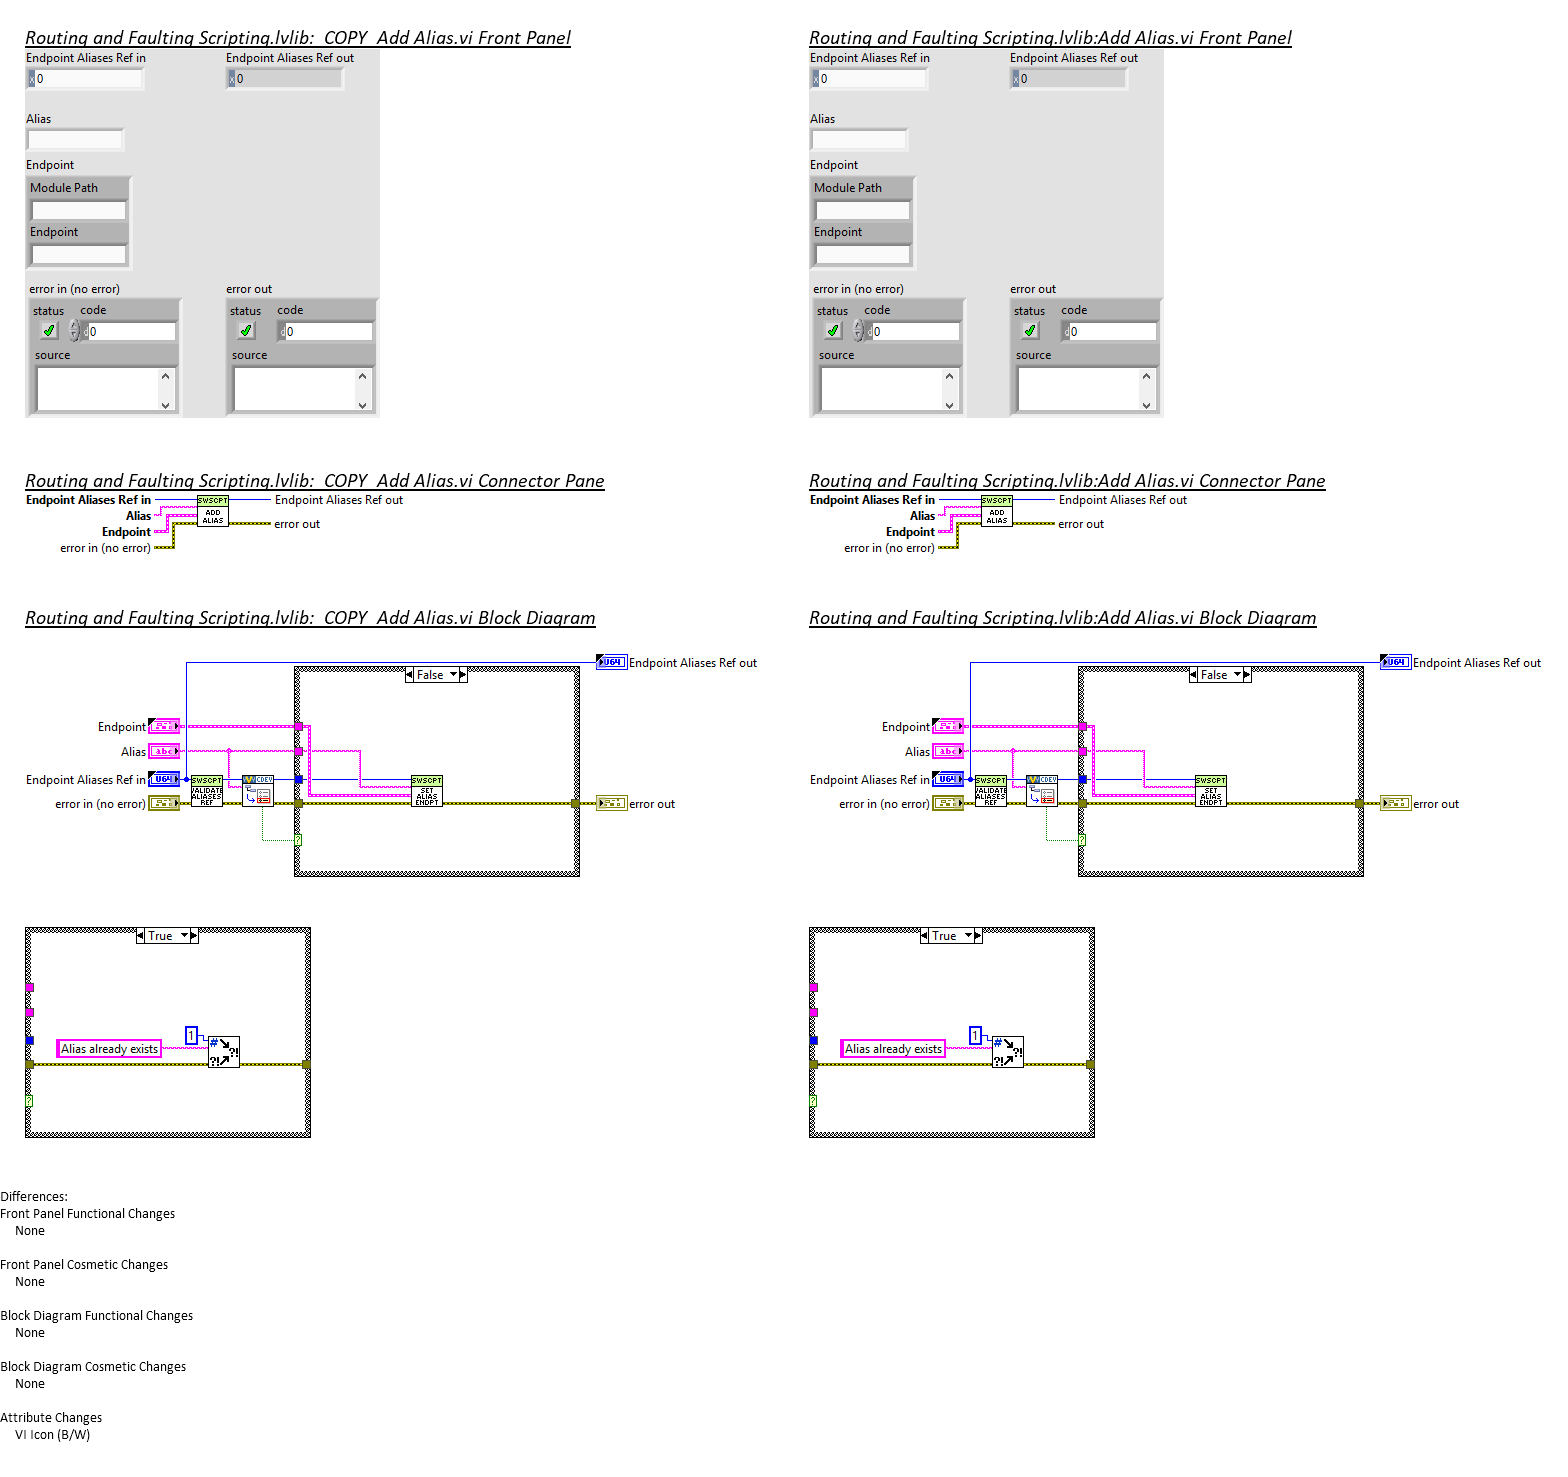 Routing and Faulting Scripting.lvlib:  COPY  Add Alias.vi Front Panel
Endpoint Aliases Ref in
Endpoint Aliases Ref out
x 0
x 0
Alias
Endpoint
Module Path
Endpoint
error in (no error)
error out
status
code
status
code
d 0
d 0
source
source
Routing and Faulting Scripting.lvlib:Add Alias.vi Front Panel
Endpoint Aliases Ref in
Endpoint Aliases Ref out
x 0
x 0
Alias
Endpoint
Module Path
Endpoint
error in (no error)
error out
status
code
status
code
d 0
d 0
source
source
Routing and Faulting Scripting.lvlib:  COPY  Add Alias.vi Connector Pane
Endpoint Aliases Ref in
SWSCPT
Endpoint Aliases Ref out
Alias
ADD
ALIAS
Endpoint
error out
error in (no error)
Routing and Faulting Scripting.lvlib:Add Alias.vi Connector Pane
Endpoint Aliases Ref in
SWSCPT
Endpoint Aliases Ref out
Alias
ADD
ALIAS
Endpoint
error out
error in (no error)
Routing and Faulting Scripting.lvlib:  COPY  Add Alias.vi Block Diagram
U64
Endpoint Aliases Ref out
False
Endpoint
Alias
abc
Endpoint Aliases Ref in
U64
SWSCPT
VALIDATE
ALIASES
REF
CDEV
SWSCPT
SET
ALIAS
ENDPT
error in (no error)
error out
?
True
1
Alias already exists
#
?!
?!
?
Routing and Faulting Scripting.lvlib:Add Alias.vi Block Diagram
U64
Endpoint Aliases Ref out
False
Endpoint
Alias
abc
Endpoint Aliases Ref in
U64
SWSCPT
VALIDATE
ALIASES
REF
CDEV
SWSCPT
SET
ALIAS
ENDPT
error in (no error)
error out
?
True
1
Alias already exists
#
?!
?!
?
Differences:
Front Panel Functional Changes
None
Front Panel Cosmetic Changes
None
Block Diagram Functional Changes
None
Block Diagram Cosmetic Changes
None
Attribute Changes
VI Icon (B/W)